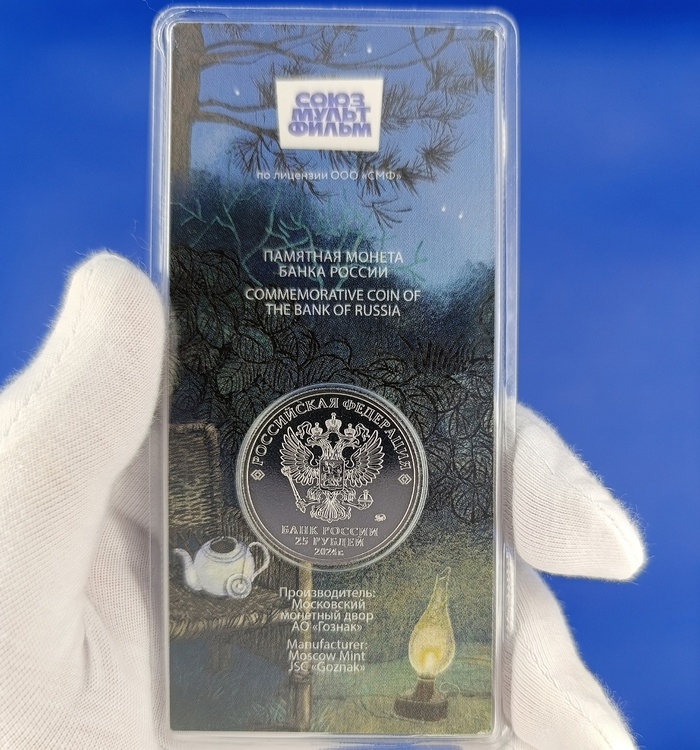 СОЮЗ
МУЛЬТ
ФИЛЬМ
по лицензии ООО «СМФ»
ПАМЯТНАЯ МОНЕТА
БАНКА РОССИИ
COMMEMORATIVE COIN OF
THE BANK OF RUSSIA
РОССИЙСКАЯ ФЕДЕРАЦИЯ
БАНК РОССИИ
25 РУБЛЕЙ
2024 г.
Производитель:
Московский
монетный двор
АО «Гознак»
Manufacturer:
Moscow Mint
JSC «Goznak»